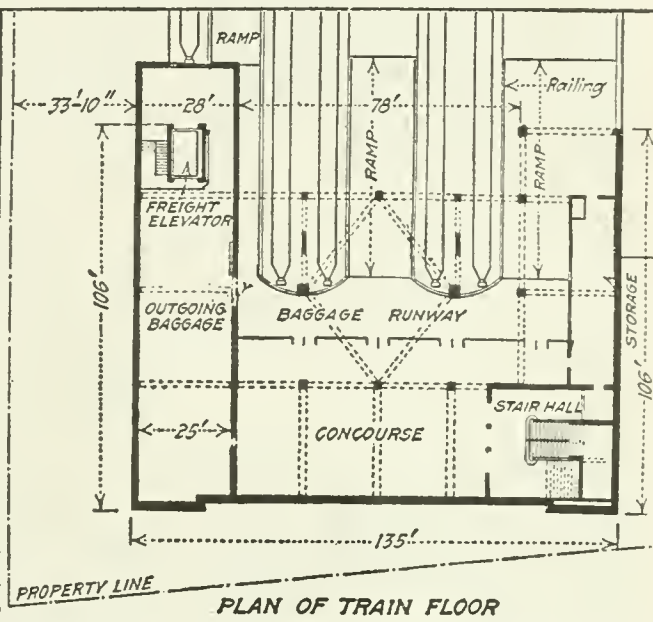 RAMP
33'-10"
28'
78'
Railing
RAMP
RAMP
FREIGHT
ELEVATOR
106'
OUTGOING
BAGGAGE
BAGGAGE RUNWAY
STORAGE
106'
STAIR HALL
25'
CONCOURSE
135'
PROPERTY LINE
PLAN OF TRAIN FLOOR